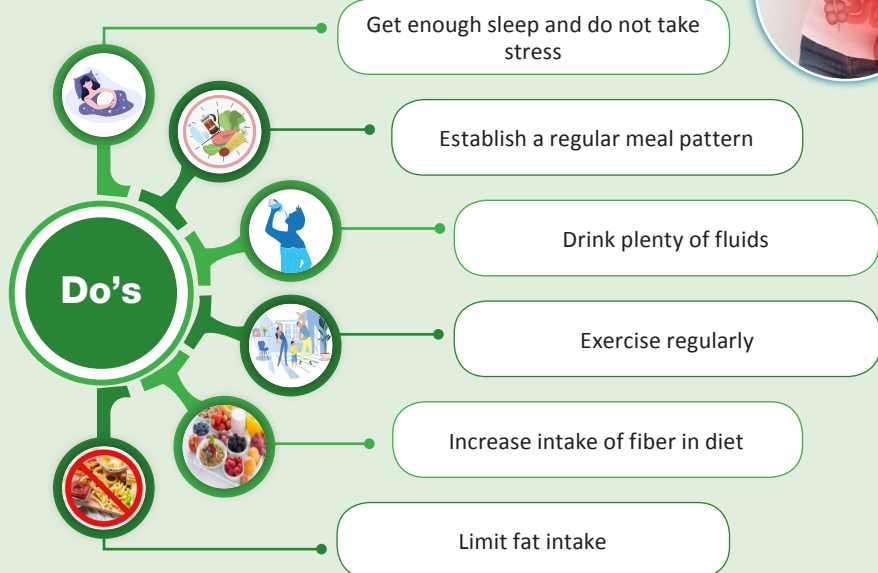 Get enough sleep and do not take
stress
Establish a regular meal pattern
Drink plenty of fluids
Do’s
Exercise regularly
Increase intake of fiber in diet
Limit fat intake